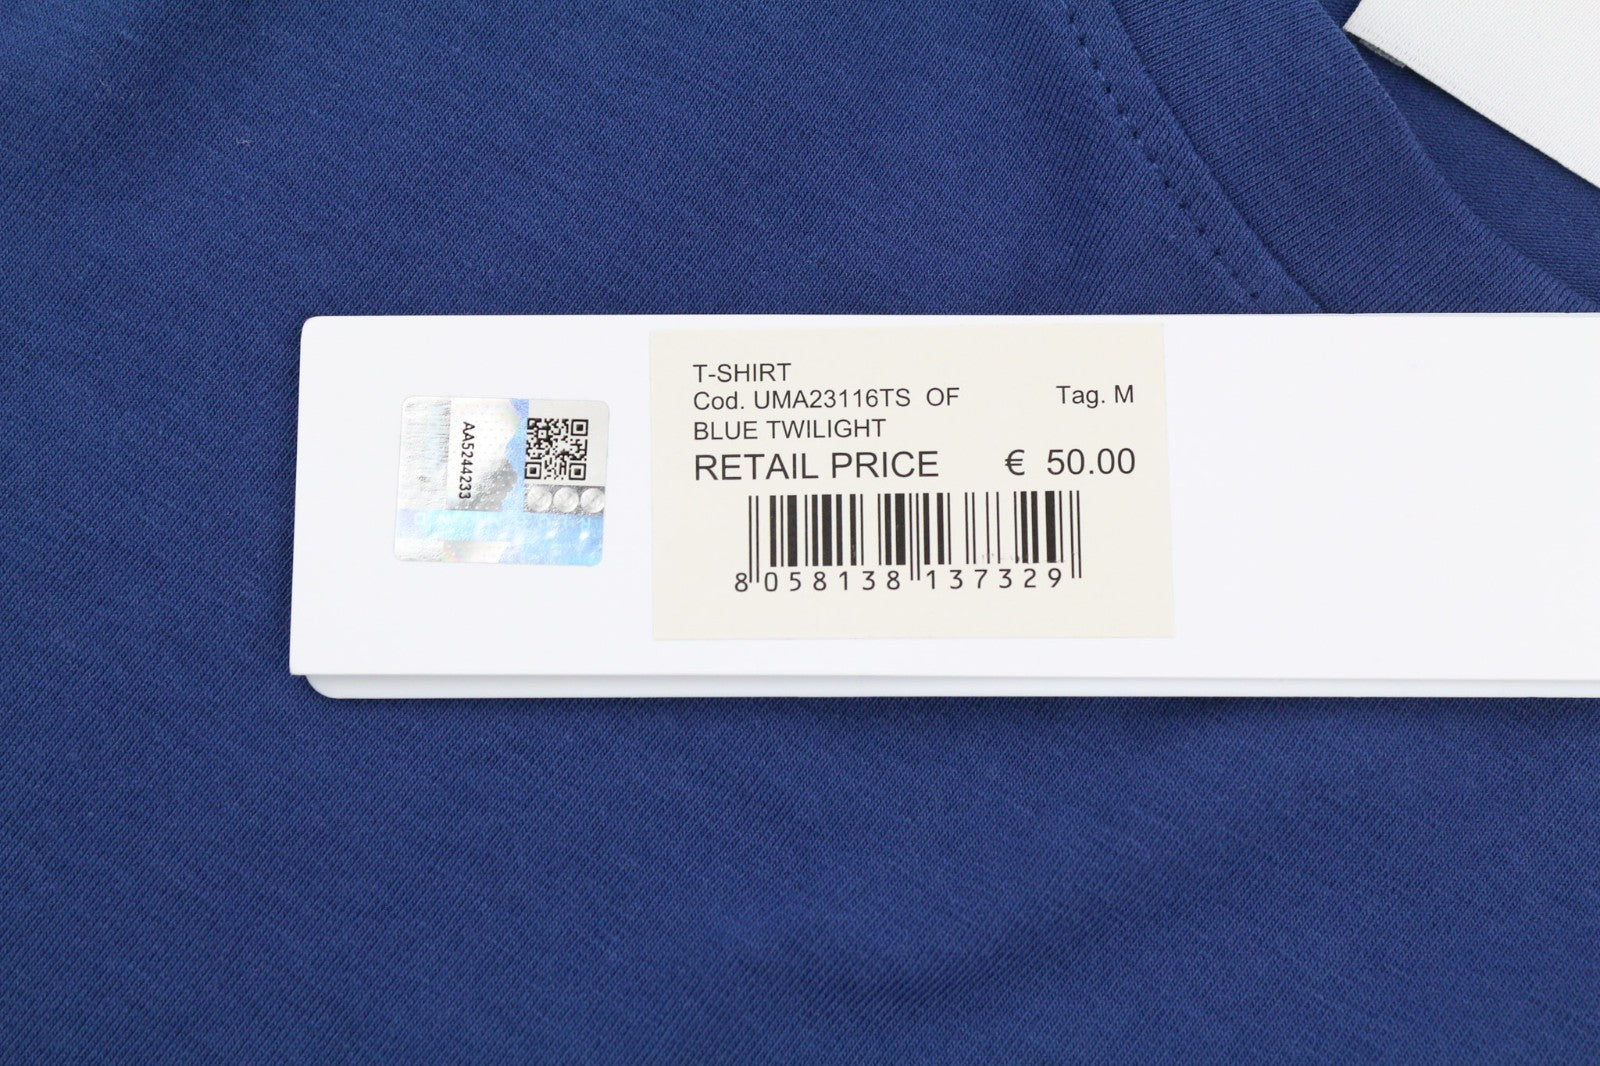 AA5244233
T-SHIRT
Cod. UMA23116TS OF Tag. M
BLUE TWILIGHT
RETAIL PRICE € 50.00
8 058138 137329